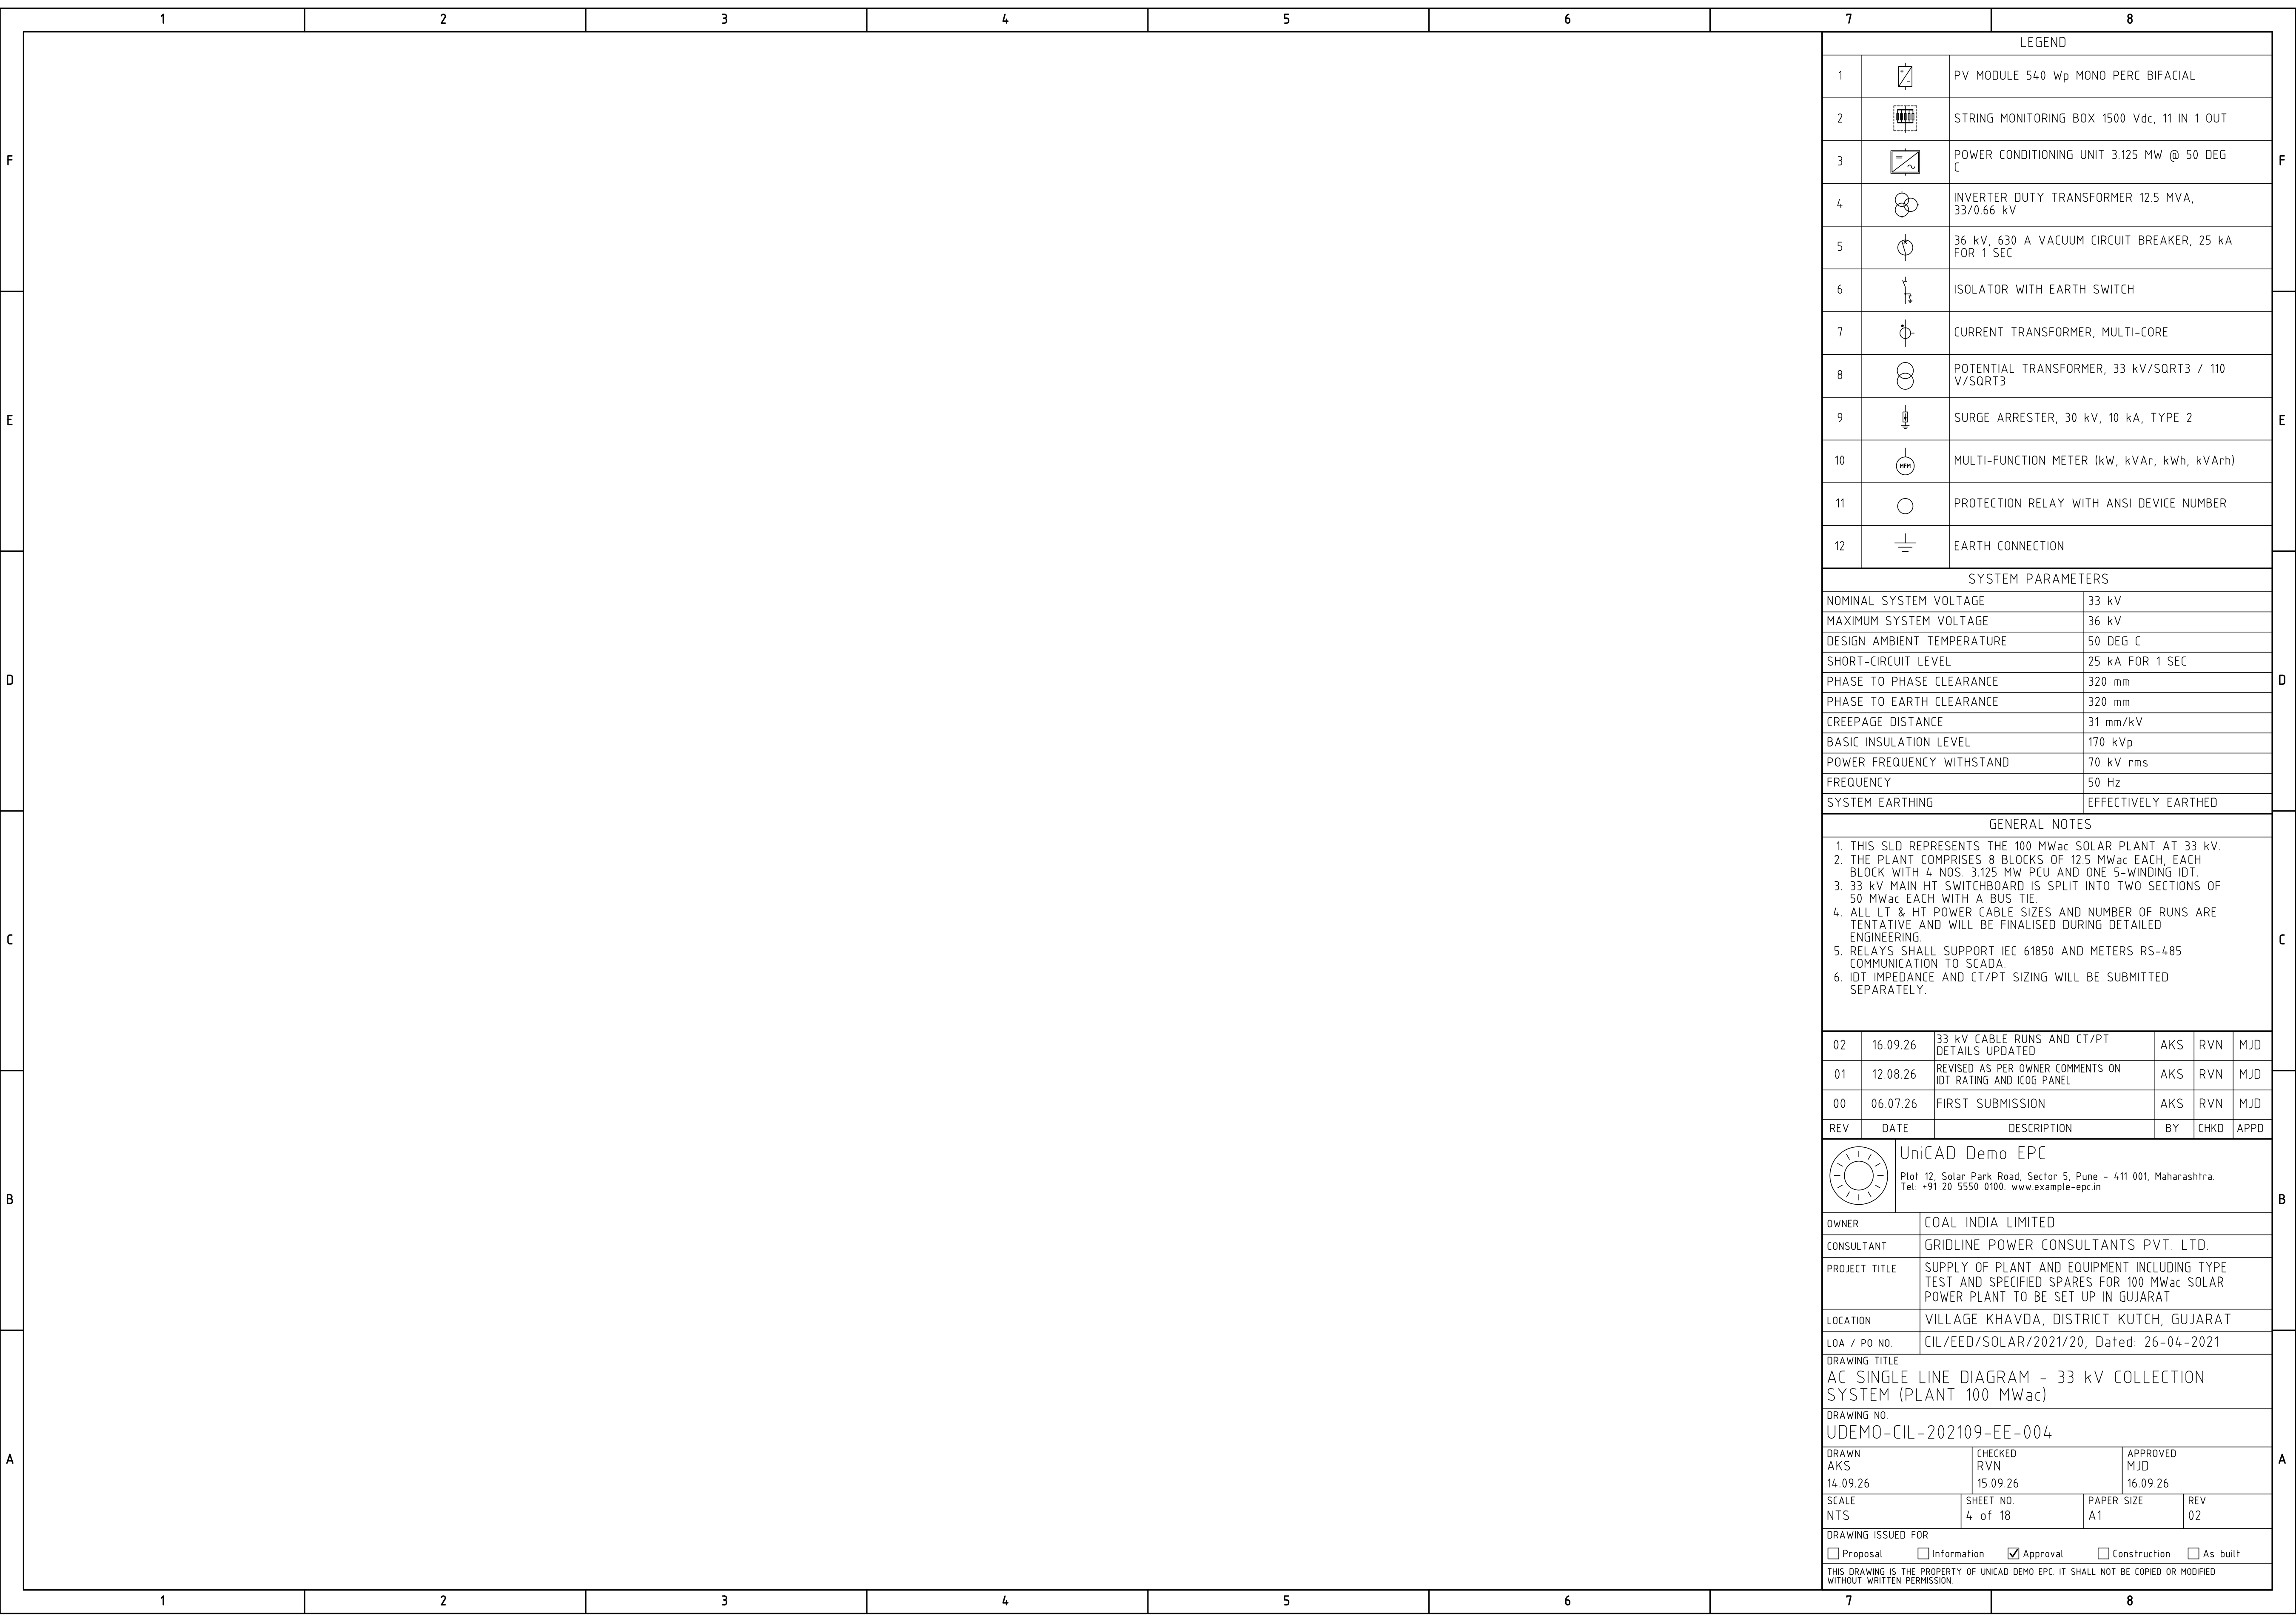 1 2 3 4 5 6 7 8
F
E
D
C
B
A
F
E
D
C
B
A
LEGEND
1 PV MODULE 540 Wp MONO PERC BIFACIAL
2 STRING MONITORING BOX 1500 Vdc, 11 IN 1 OUT
3 POWER CONDITIONING UNIT 3.125 MW @ 50 DEG
C
4 INVERTER DUTY TRANSFORMER 12.5 MVA,
33/0.66 kV
5 36 kV, 630 A VACUUM CIRCUIT BREAKER, 25 kA
FOR 1 SEC
6 ISOLATOR WITH EARTH SWITCH
7 CURRENT TRANSFORMER, MULTI-CORE
8 POTENTIAL TRANSFORMER, 33 kV/SQRT3 / 110
V/SQRT3
9 SURGE ARRESTER, 30 kV, 10 kA, TYPE 2
10 MFM MULTI-FUNCTION METER (kW, kVAr, kWh, kVArh)
11 PROTECTION RELAY WITH ANSI DEVICE NUMBER
12 EARTH CONNECTION
SYSTEM PARAMETERS
NOMINAL SYSTEM VOLTAGE 33 kV
MAXIMUM SYSTEM VOLTAGE 36 kV
DESIGN AMBIENT TEMPERATURE 50 DEG C
SHORT-CIRCUIT LEVEL 25 kA FOR 1 SEC
PHASE TO PHASE CLEARANCE 320 mm
PHASE TO EARTH CLEARANCE 320 mm
CREEPAGE DISTANCE 31 mm/kV
BASIC INSULATION LEVEL 170 kVp
POWER FREQUENCY WITHSTAND 70 kV rms
FREQUENCY 50 Hz
SYSTEM EARTHING EFFECTIVELY EARTHED
GENERAL NOTES
1. THIS SLD REPRESENTS THE 100 MWac SOLAR PLANT AT 33 kV.
2. THE PLANT COMPRISES 8 BLOCKS OF 12.5 MWac EACH, EACH
BLOCK WITH 4 NOS. 3.125 MW PCU AND ONE 5-WINDING IDT.
3. 33 kV MAIN HT SWITCHBOARD IS SPLIT INTO TWO SECTIONS OF
50 MWac EACH WITH A BUS TIE.
4. ALL LT & HT POWER CABLE SIZES AND NUMBER OF RUNS ARE
TENTATIVE AND WILL BE FINALISED DURING DETAILED
ENGINEERING.
5. RELAYS SHALL SUPPORT IEC 61850 AND METERS RS-485
COMMUNICATION TO SCADA.
6. IDT IMPEDANCE AND CT/PT SIZING WILL BE SUBMITTED
SEPARATELY.
02 16.09.26 33 kV CABLE RUNS AND CT/PT
DETAILS UPDATED AKS RVN MJD
01 12.08.26 REVISED AS PER OWNER COMMENTS ON
IDT RATING AND ICOG PANEL AKS RVN MJD
00 06.07.26 FIRST SUBMISSION AKS RVN MJD
REV DATE DESCRIPTION BY CHKD APPD
UniCAD Demo EPC
Plot 12, Solar Park Road, Sector 5, Pune - 411 001, Maharashtra.
Tel: +91 20 5550 0100. www.example-epc.in
OWNER COAL INDIA LIMITED
CONSULTANT GRIDLINE POWER CONSULTANTS PVT. LTD.
PROJECT TITLE SUPPLY OF PLANT AND EQUIPMENT INCLUDING TYPE
TEST AND SPECIFIED SPARES FOR 100 MWac SOLAR
POWER PLANT TO BE SET UP IN GUJARAT
LOCATION VILLAGE KHAVDA, DISTRICT KUTCH, GUJARAT
LOA / PO NO. CIL/EED/SOLAR/2021/20, Dated: 26-04-2021
DRAWING TITLE
AC SINGLE LINE DIAGRAM - 33 kV COLLECTION
SYSTEM (PLANT 100 MWac)
DRAWING NO.
UDEMO-CIL-202109-EE-004
DRAWN CHECKED APPROVED
AKS RVN MJD
14.09.26 15.09.26 16.09.26
SCALE SHEET NO. PAPER SIZE REV
NTS 4 of 18 A1 02
DRAWING ISSUED FOR
Proposal Information Approval Construction As built
THIS DRAWING IS THE PROPERTY OF UNICAD DEMO EPC. IT SHALL NOT BE COPIED OR MODIFIED
WITHOUT WRITTEN PERMISSION.
1 2 3 4 5 6 7 8